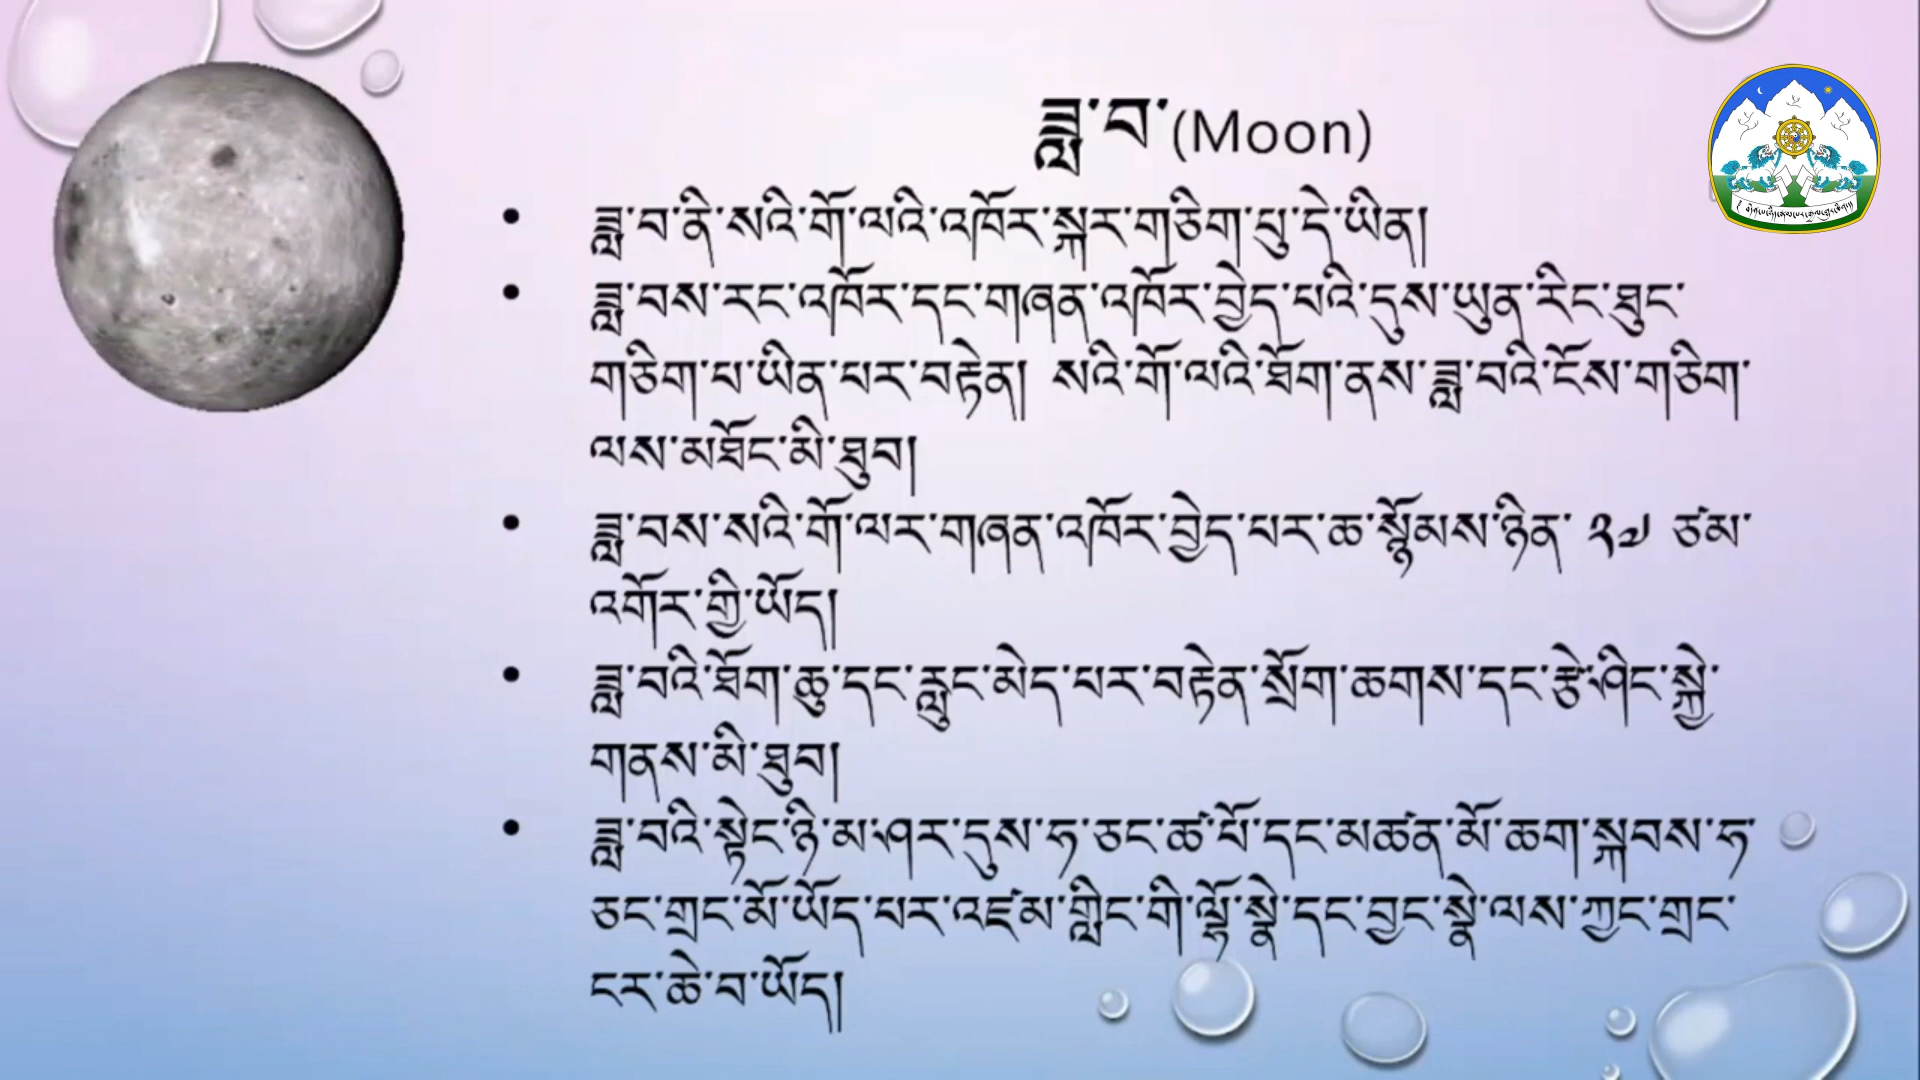 ཟླ་བ་(Moon)
• ཟླ་བ་ནི་སའི་གོ་ལའི་འཁོར་སྐར་གཅིག་པུ་དེ་ཡིན།
• ཟླ་བས་རང་འཁོར་དང་གཞན་འཁོར་བྱེད་པའི་དུས་ཡུན་རིང་ཐུང་
གཅིག་པ་ཡིན་པར་བརྟེན། སའི་གོ་ལའི་ཐོག་ནས་ཟླ་བའི་ངོས་གཅིག་
ལས་མཐོང་མི་ཐུབ།
• ཟླ་བས་སའི་གོ་ལར་གཞན་འཁོར་བྱེད་པར་ཆ་སྙོམས་ཉིན་ ༢༧ ཙམ་
འགོར་གྱི་ཡོད།
• ཟླ་བའི་ཐོག་ཆུ་དང་རླུང་མེད་པར་བརྟེན་སྲོག་ཆགས་དང་རྩེ་ཤིང་སྐྱེ་
གནས་མི་ཐུབ།
• ཟླ་བའི་སྟེང་ཉི་མ་ཤར་དུས་ཧ་ཅང་ཚ་པོ་དང་མཚན་མོ་ཆག་སྐབས་ཧ་
ཅང་གྲང་མོ་ཡོད་པར་འཛམ་གླིང་གི་ལྷོ་སྣེ་དང་བྱང་སྣེ་ལས་ཀྱང་གྲང་
ངར་ཆེ་བ་ཡོད།